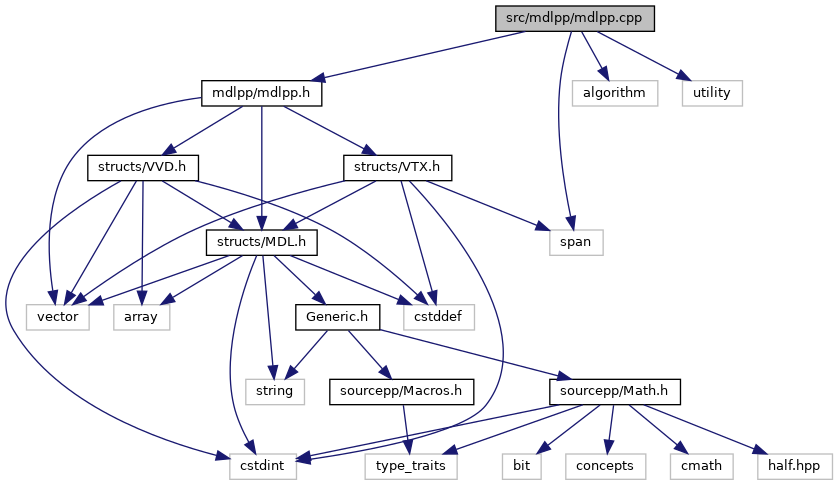 src/mdlpp/mdlpp.cpp
mdlpp/mdlpp.h
algorithm
utility
structs/VVD.h
structs/VTX.h
structs/MDL.h
span
vector
array
Generic.h
cstddef
string
sourcepp/Macros.h
sourcepp/Math.h
cstdint
type_traits
bit
concepts
cmath
half.hpp